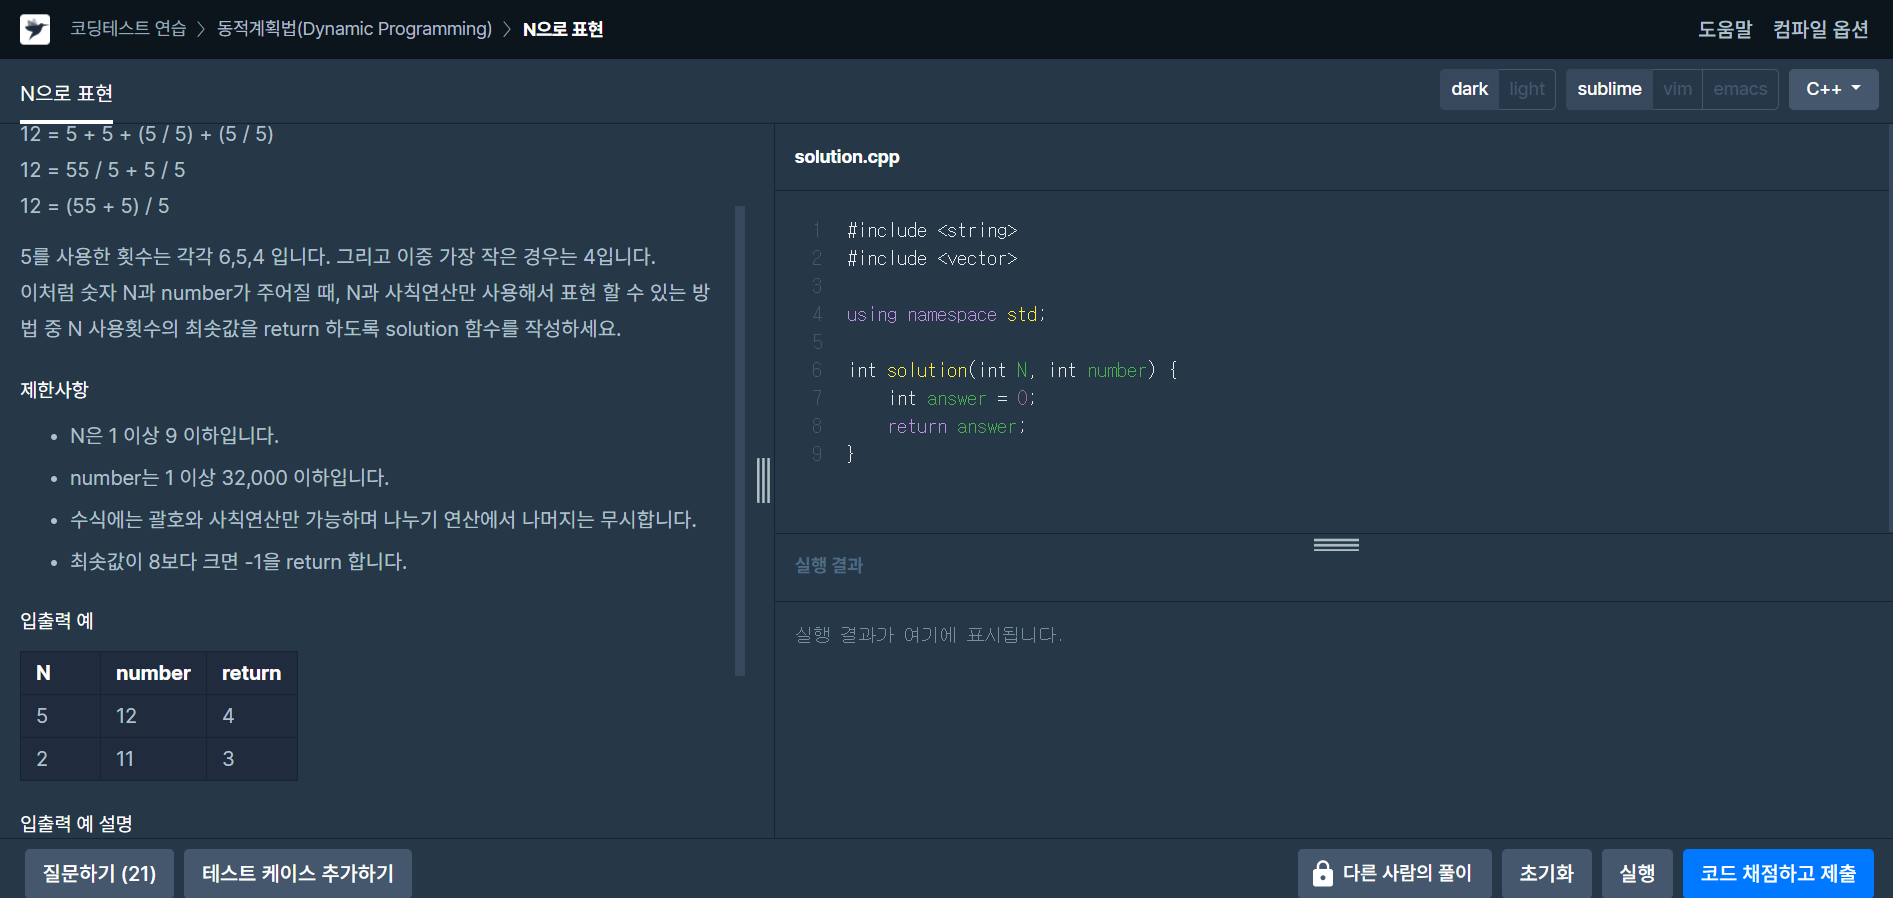 코딩테스트 연습 > 동적계획법(Dynamic Programming) > N으로 표현
도움말 컴파일 옵션
N으로 표현
dark light sublime vim emacs C++
12 = 5 + 5 + (5 / 5) + (5 / 5)
12 = 55 / 5 + 5 / 5
12 = (55 + 5) / 5
5를 사용한 횟수는 각각 6,5,4 입니다. 그리고 이중 가장 작은 경우는 4입니다.
이처럼 숫자 N과 number가 주어질 때, N과 사칙연산만 사용해서 표현 할 수 있는 방
법 중 N 사용횟수의 최솟값을 return 하도록 solution 함수를 작성하세요.
제한사항
• N은 1 이상 9 이하입니다.
• number는 1 이상 32,000 이하입니다.
• 수식에는 괄호와 사칙연산만 가능하며 나누기 연산에서 나머지는 무시합니다.
• 최솟값이 8보다 크면 -1을 return 합니다.
입출력 예
N number return
5 12 4
2 11 3
입출력 예 설명
solution.cpp
1 #include <string>
2 #include <vector>
3
4 using namespace std;
5
6 int solution(int N, int number) {
7     int answer = 0;
8     return answer;
9 }
실행 결과
실행 결과가 여기에 표시됩니다.
질문하기 (21) 테스트 케이스 추가하기
다른 사람의 풀이 초기화 실행 코드 채점하고 제출